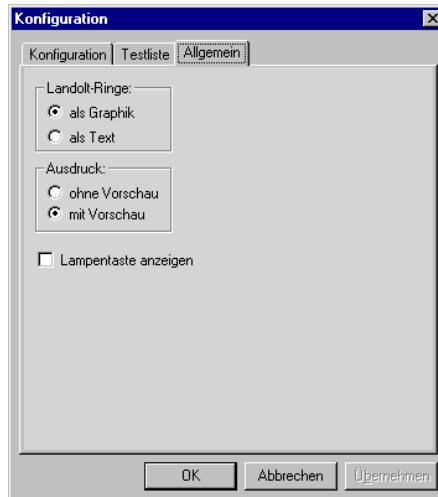 Konfiguration
Konfiguration Testliste Allgemein
Landolt-Ringe:
als Graphik
als Text
Ausdruck:
ohne Vorschau
mit Vorschau
Lampentaste anzeigen
OK Abbrechen Übernehmen